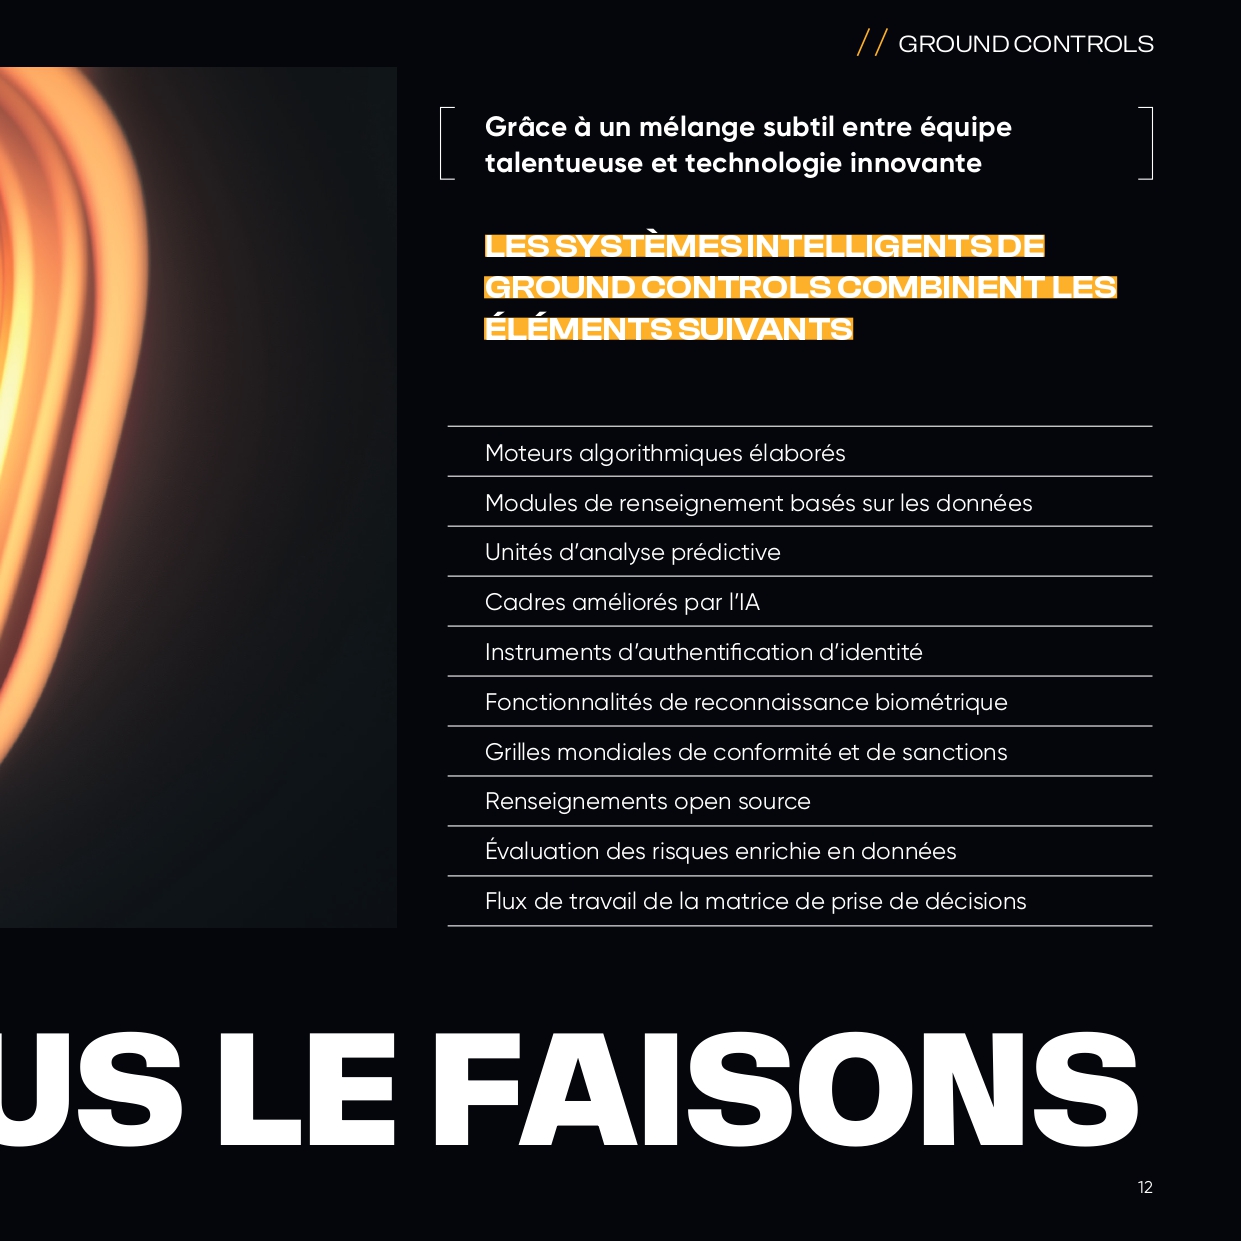 // GROUND CONTROLS
Grâce à un mélange subtil entre équipe
talentueuse et technologie innovante
LES SYSTÈMES INTELLIGENTS DE
GROUND CONTROLS COMBINENT LES
ÉLÉMENTS SUIVANTS
Moteurs algorithmiques élaborés
Modules de renseignement basés sur les données
Unités d’analyse prédictive
Cadres améliorés par l’IA
Instruments d’authentification d’identité
Fonctionnalités de reconnaissance biométrique
Grilles mondiales de conformité et de sanctions
Renseignements open source
Évaluation des risques enrichie en données
Flux de travail de la matrice de prise de décisions
US LE FAISONS
12